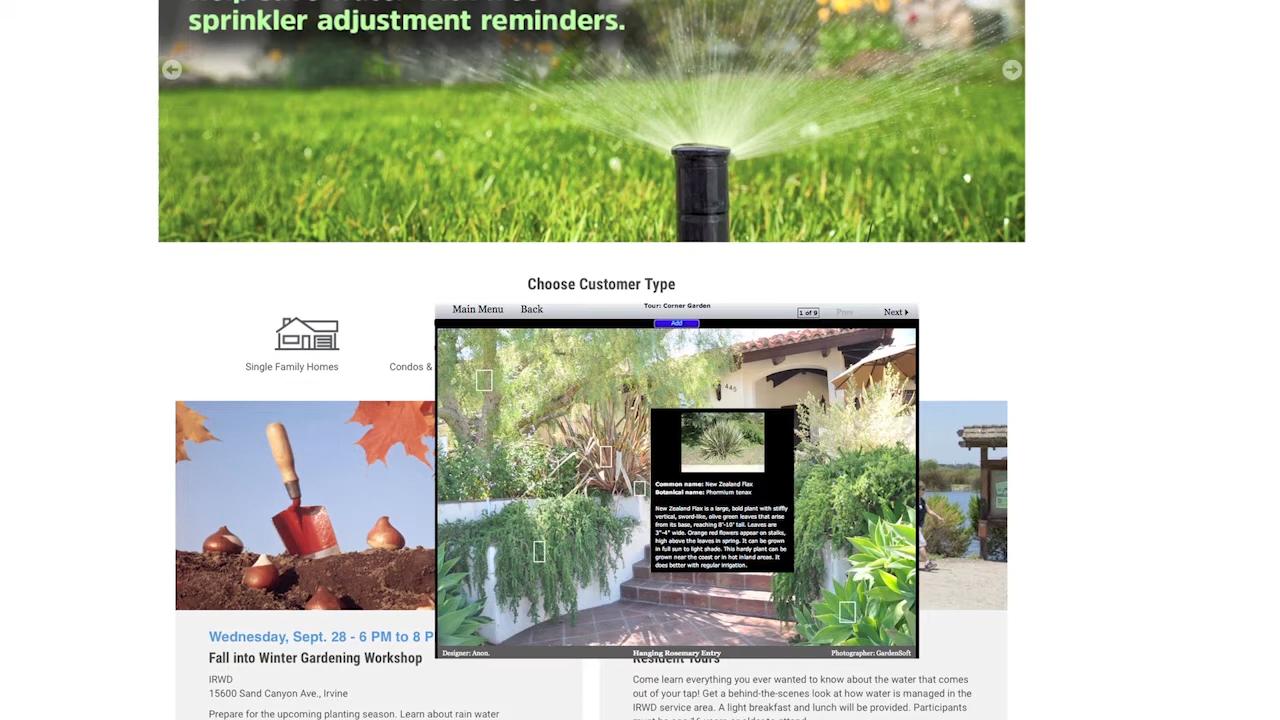 sprinkler adjustment reminders.
Choose Customer Type
Single Family Homes
Condos &
Main Menu
Back
Tour: Corner Garden
1 of 9
Prev
Next
Add
445
Common name: New Zealand Flax
Botanical name: Phormium tenax
New Zealand Flax is a large, bold plant with stiffly
vertical, sword-like, olive green leaves that arise
from its base, reaching 8'-10' tall. Leaves are
3"-4" wide. Orange red flowers appear on stalks,
high above the leaves in spring. It can be grown
in full sun to light shade. This hardy plant can be
grown near the coast or in hot inland areas. It
does better with regular irrigation.
Designer: Anon.
Hanging Rosemary Entry
Photographer: GardenSoft
Wednesday, Sept. 28 - 6 PM to 8 P
Fall into Winter Gardening Workshop
IRWD
15600 Sand Canyon Ave., Irvine
Prepare for the upcoming planting season. Learn about rain water
Resident Tours
Come learn everything you ever wanted to know about the water that comes
out of your tap! Get a behind-the-scenes look at how water is managed in the
IRWD service area. A light breakfast and lunch will be provided. Participants